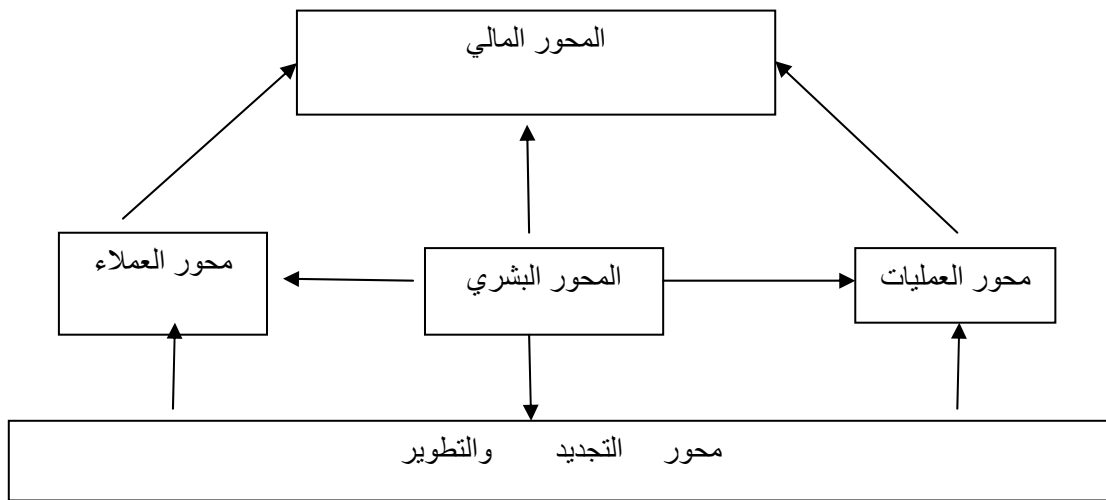 المحور المالي
محور العمليات
المحور البشري
محور العملاء
محور التجديد والتطوير